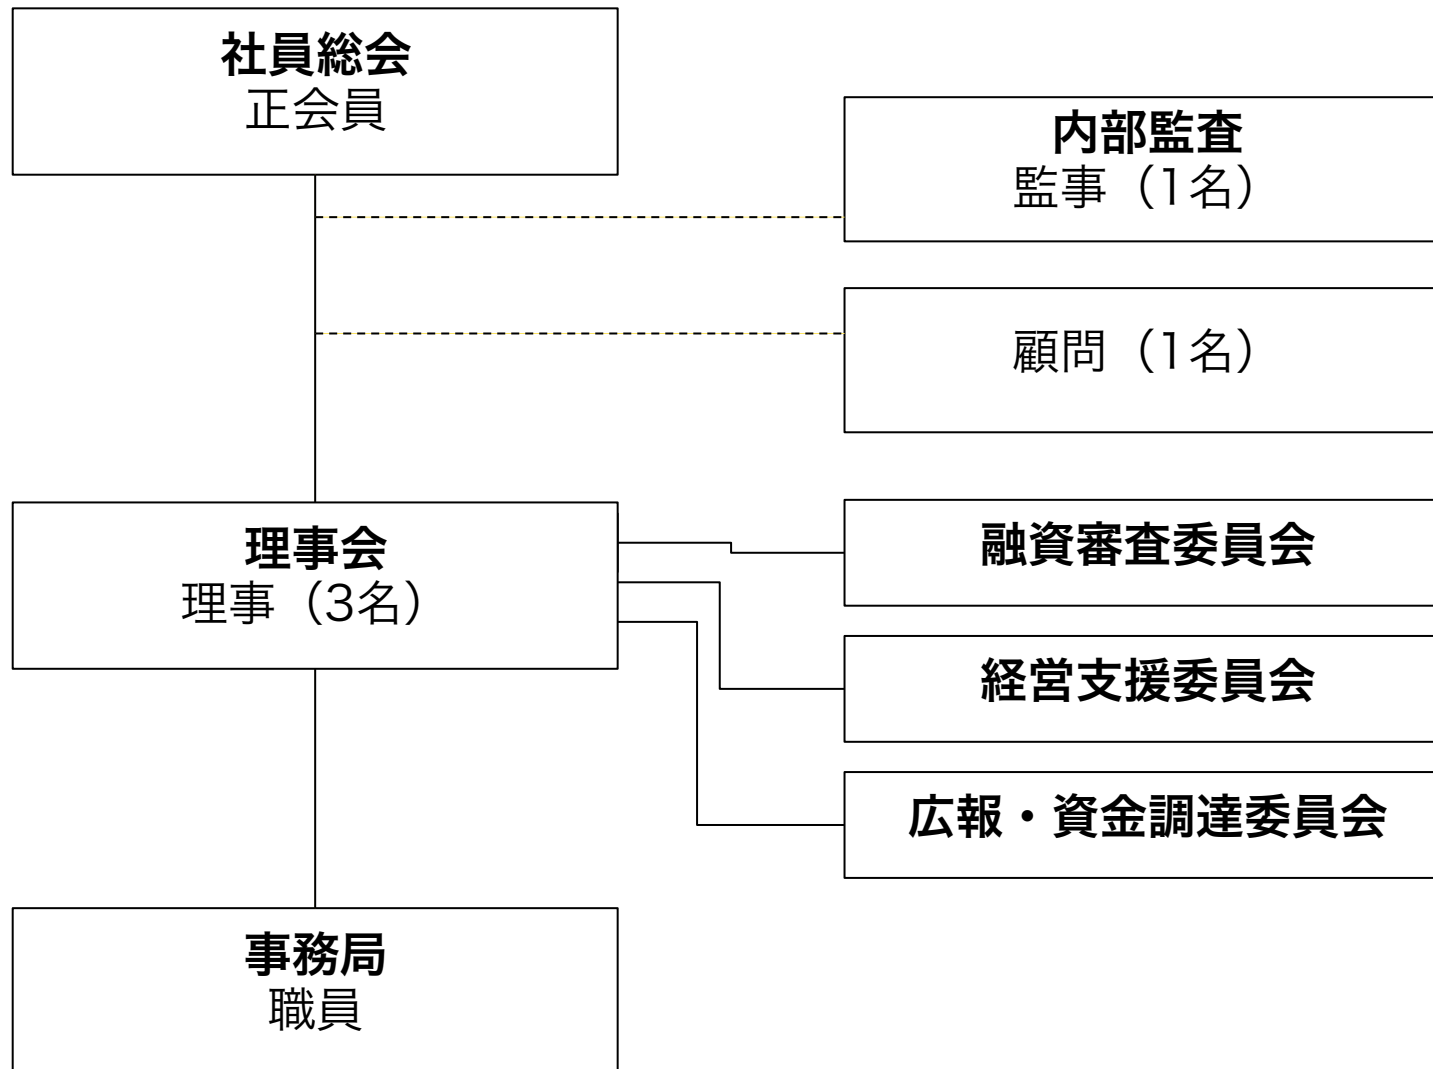 社員総会
正会員
内部監査
監事（1名）
顧問（1名）
理事会
理事（3名）
融資審査委員会
経営支援委員会
広報・資金調達委員会
事務局
職員